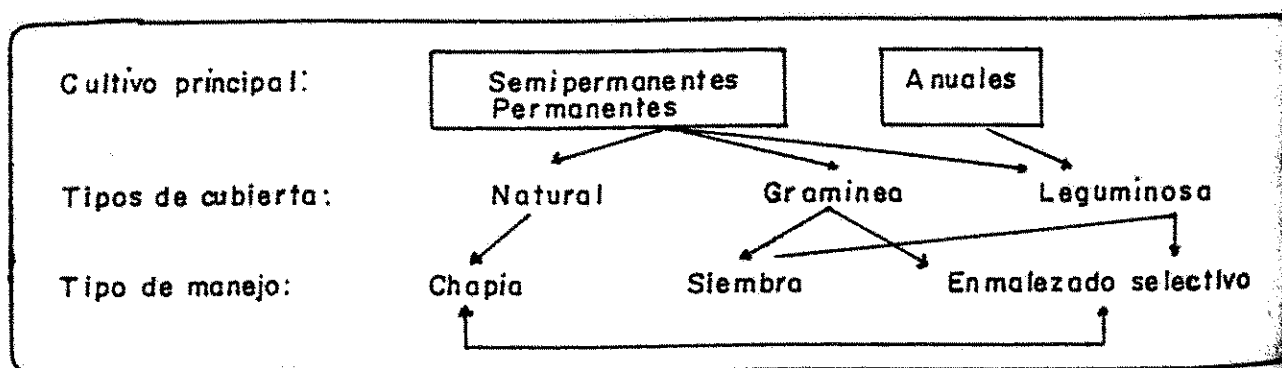 Cultivo principal: Semipermanentes Anuales
Permanentes
Tipos de cubierta: Natural Graminea Leguminosa
Tipo de manejo: Chapia Siembra Enmalezado selectivo